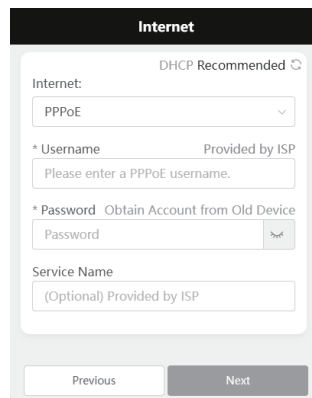 Internet
DHCP Recommended
Internet:
PPPoE
* Username Provided by ISP
Please enter a PPPoE username.
* Password Obtain Account from Old Device
Password
Service Name
(Optional) Provided by ISP
Previous Next